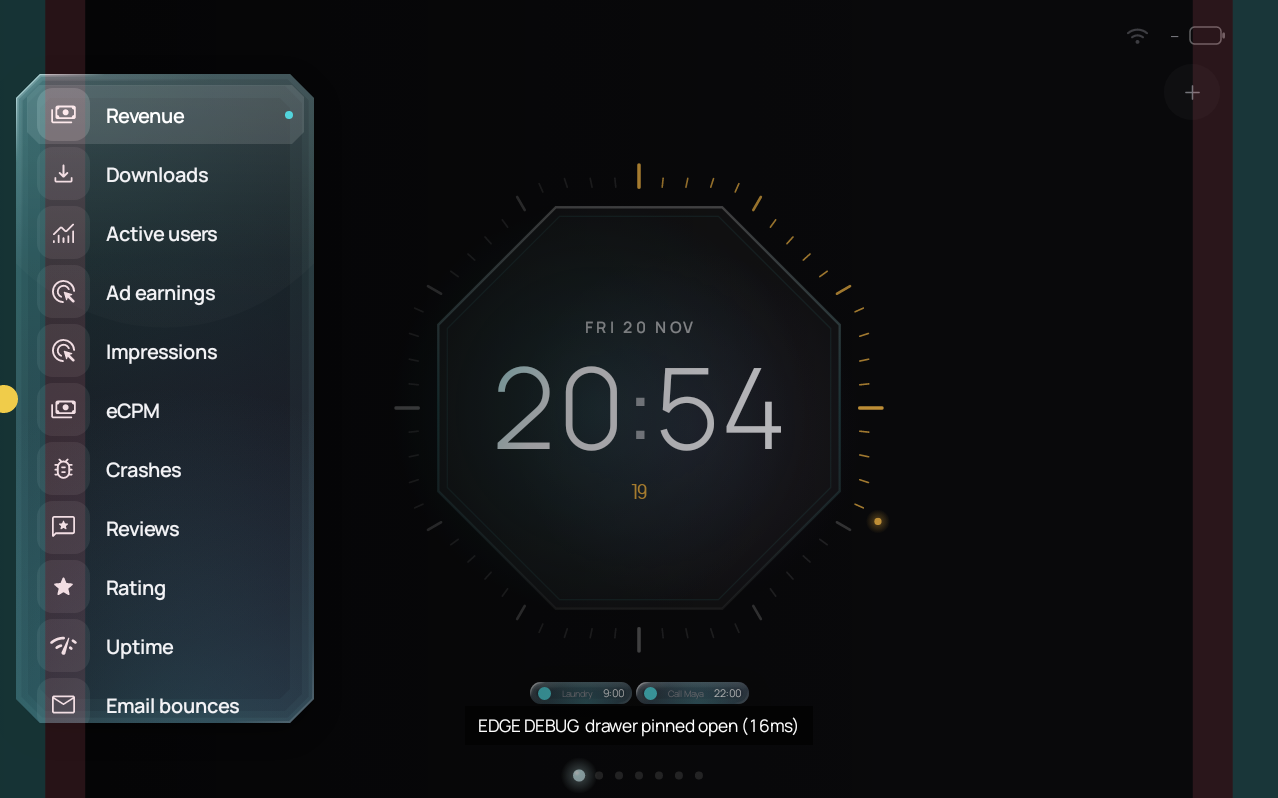 Revenue
Downloads
Active users
Ad earnings
Impressions
eCPM
Crashes
Reviews
Rating
Uptime
Email bounces
FRI 20 NOV
20:54
19
Laundry 9:00
Call Maya 22:00
EDGE DEBUG drawer pinned open (16ms)